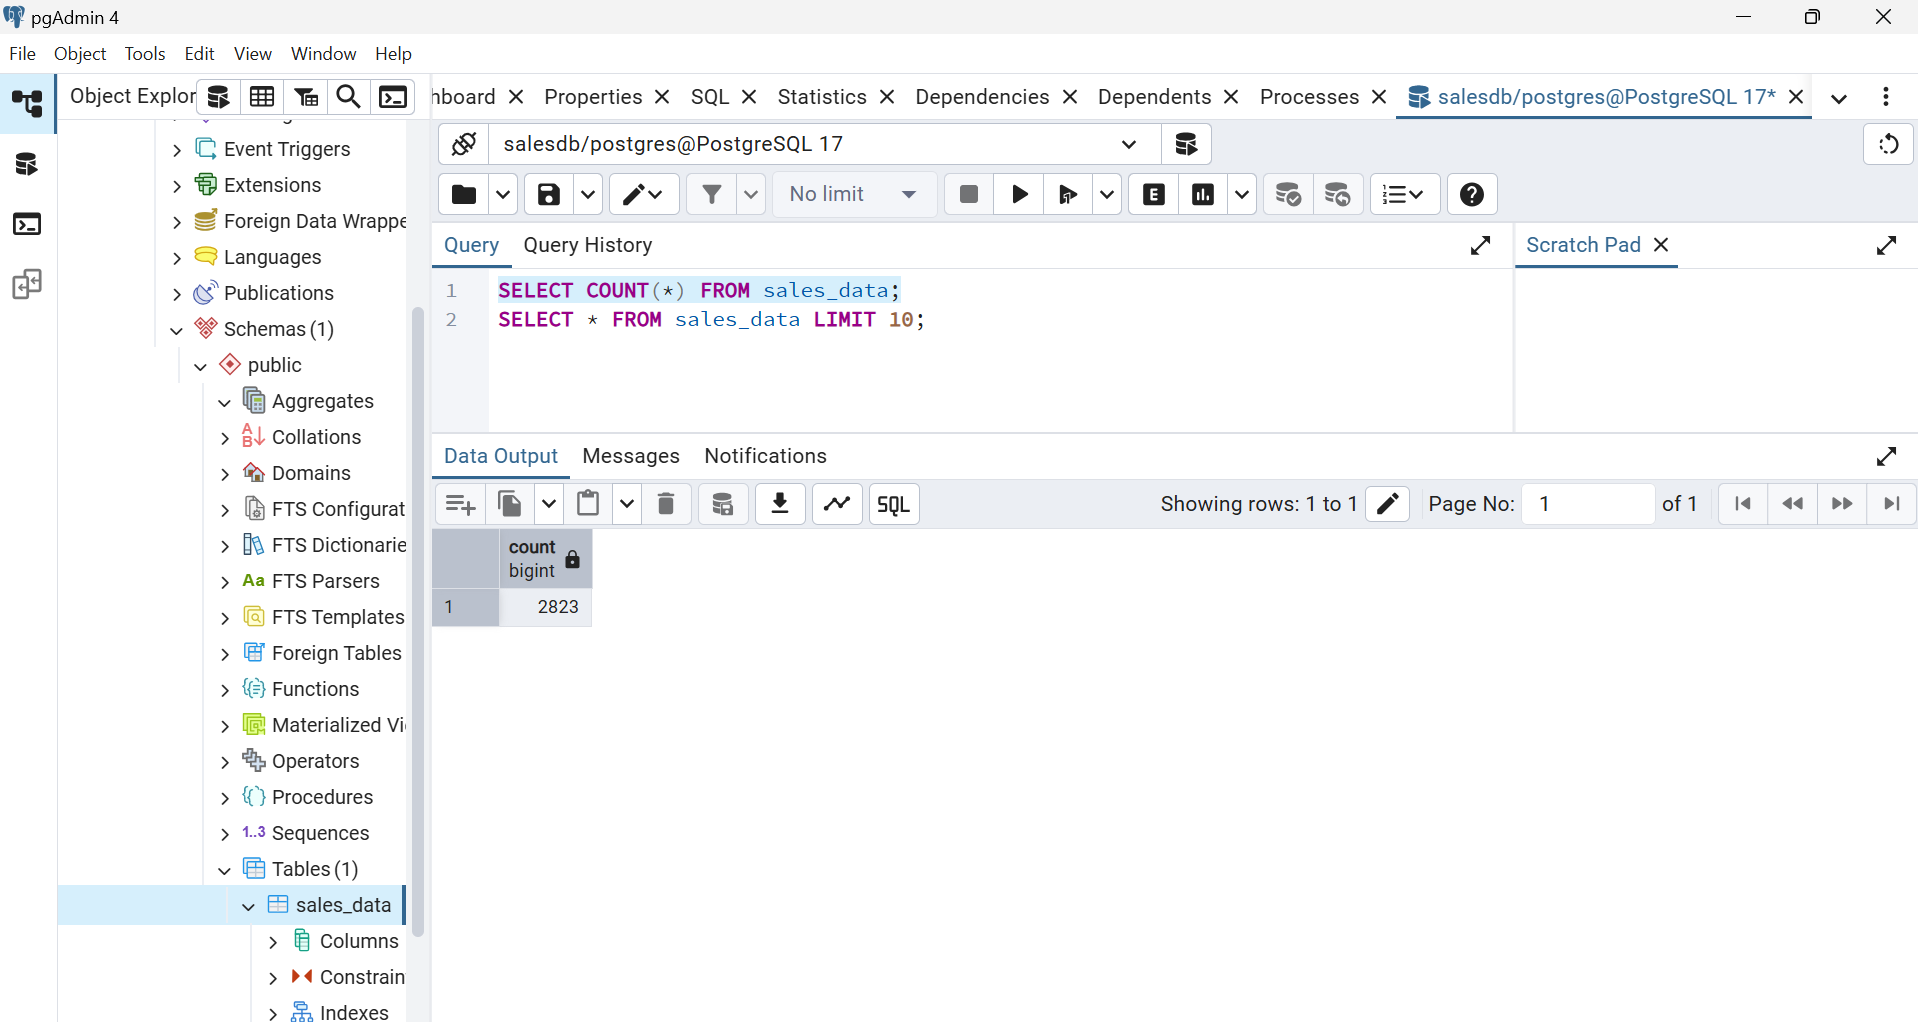 pgAdmin 4
File Object Tools Edit View Window Help
Object Explor
hboard Properties SQL Statistics Dependencies Dependents Processes salesdb/postgres@PostgreSQL 17*
salesdb/postgres@PostgreSQL 17
No limit
E
Query Query History
Scratch Pad
1 SELECT COUNT(*) FROM sales_data;
2 SELECT * FROM sales_data LIMIT 10;
Data Output Messages Notifications
SQL
Showing rows: 1 to 1
Page No: 1 of 1
count
bigint
1 2823
Event Triggers
Extensions
Foreign Data Wrappe
Languages
Publications
Schemas (1)
public
Aggregates
Collations
Domains
FTS Configurat
FTS Dictionarie
Aa FTS Parsers
FTS Templates
Foreign Tables
Functions
Materialized Vi
Operators
Procedures
1..3 Sequences
Tables (1)
sales_data
Columns
Constrain
Indexes